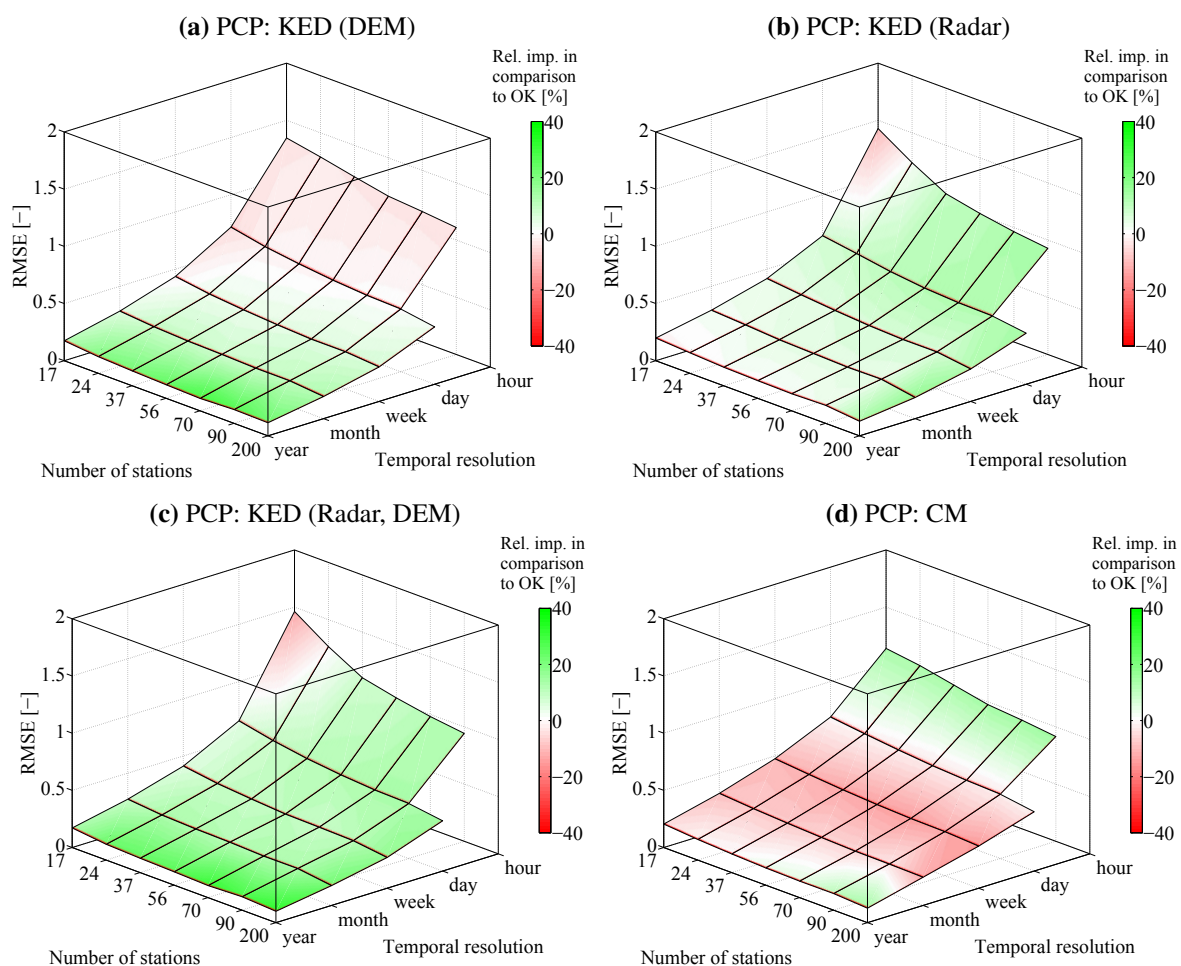 (a) PCP: KED (DEM)
Rel. imp. in
comparison
to OK [%]
40
20
0
−20
−40
RMSE [−]
2
1.5
1
0.5
0
17
24
37
56
70
90
200
year
month
week
day
hour
Number of stations
Temporal resolution
(b) PCP: KED (Radar)
Rel. imp. in
comparison
to OK [%]
40
20
0
−20
−40
RMSE [−]
2
1.5
1
0.5
0
17
24
37
56
70
90
200
year
month
week
day
hour
Number of stations
Temporal resolution
(c) PCP: KED (Radar, DEM)
Rel. imp. in
comparison
to OK [%]
40
20
0
−20
−40
RMSE [−]
2
1.5
1
0.5
0
17
24
37
56
70
90
200
year
month
week
day
hour
Number of stations
Temporal resolution
(d) PCP: CM
Rel. imp. in
comparison
to OK [%]
40
20
0
−20
−40
RMSE [−]
2
1.5
1
0.5
0
17
24
37
56
70
90
200
year
month
week
day
hour
Number of stations
Temporal resolution